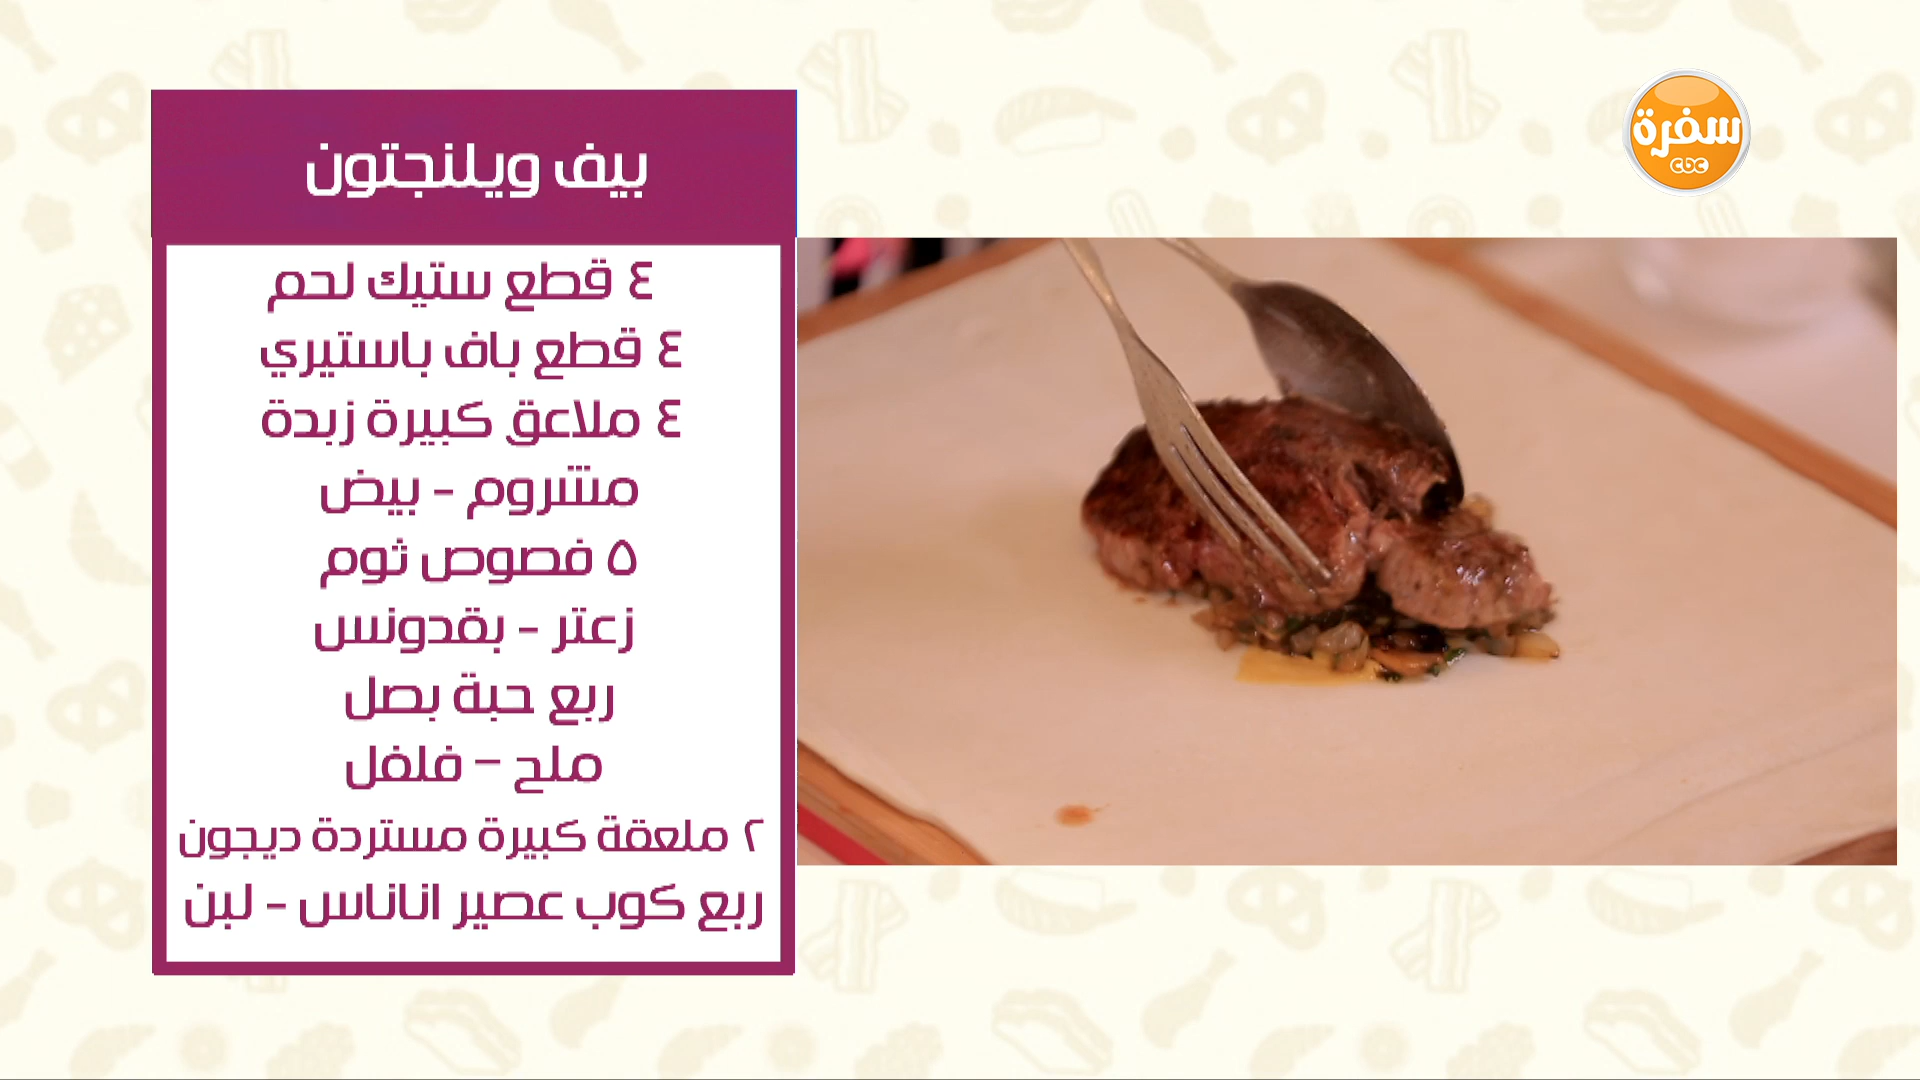 بيف ويلنجتون
٤ قطع ستيك لحم
٤ قطع باف باستيري
٤ ملاعق كبيرة زبدة
مشروم - بيض
٥ فصوص ثوم
زعتر - بقدونس
ربع حبة بصل
ملح – فلفل
٢ ملعقة كبيرة مستردة ديجون
ربع كوب عصير اناناس - لبن
سفرة
cbc